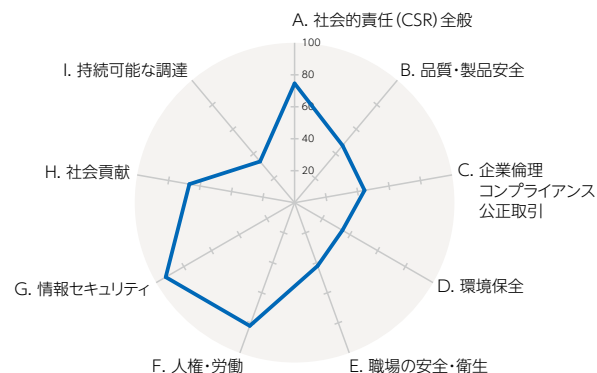 A. 社会的責任（CSR）全般
100
80
60
40
20
B. 品質・製品安全
C. 企業倫理
コンプライアンス
公正取引
D. 環境保全
E. 職場の安全・衛生
F. 人権・労働
G. 情報セキュリティ
H. 社会貢献
I. 持続可能な調達